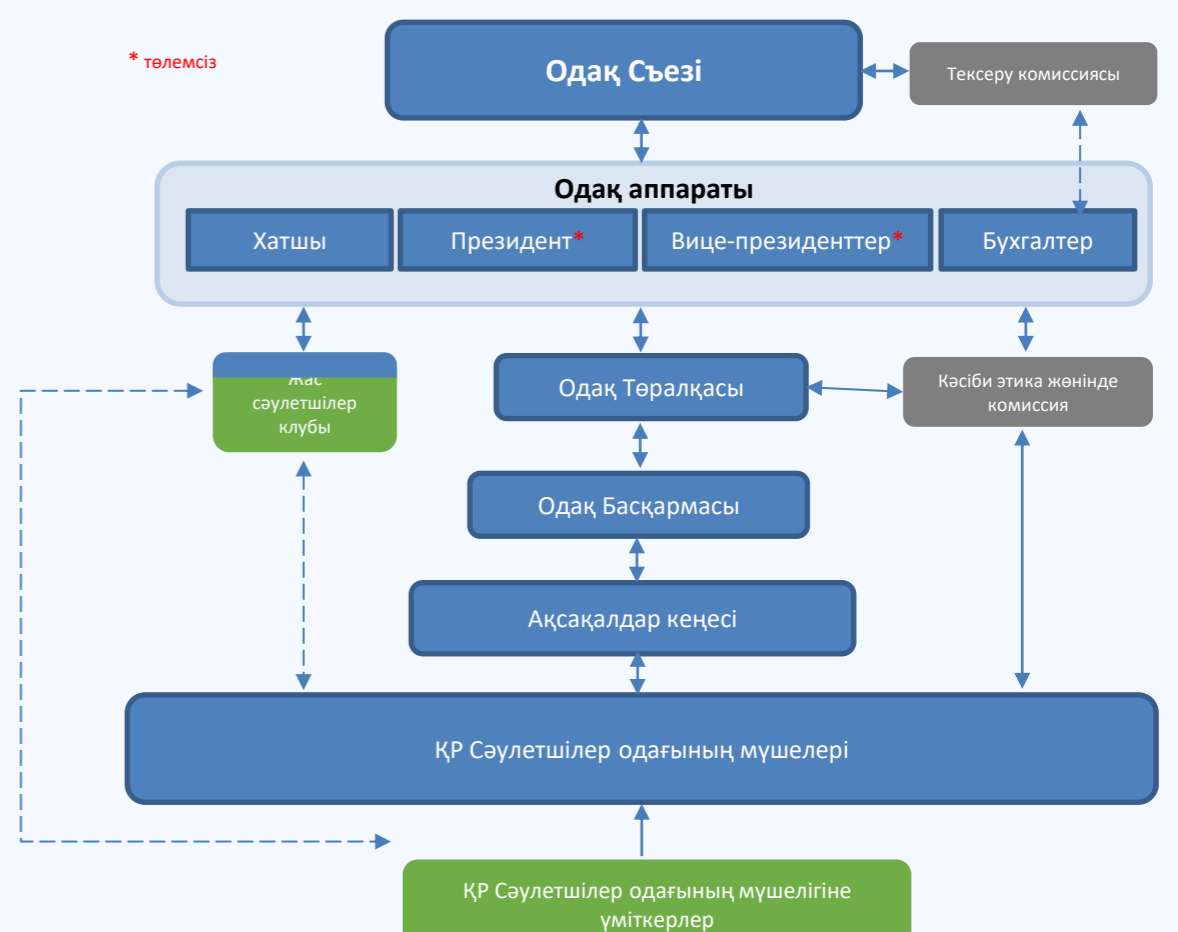 * төлемсіз
Одақ Съезі
Тексеру комиссиясы
Одақ аппараты
Хатшы
Президент*
Вице-президенттер*
Бухгалтер
Жас
сәулетшілер
клубы
Одақ Төралқасы
Кәсіби этика жөнінде
комиссия
Одақ Басқармасы
Ақсақалдар кеңесі
ҚР Сәулетшілер одағының мүшелері
ҚР Сәулетшілер одағының мүшелігіне
үміткерлер